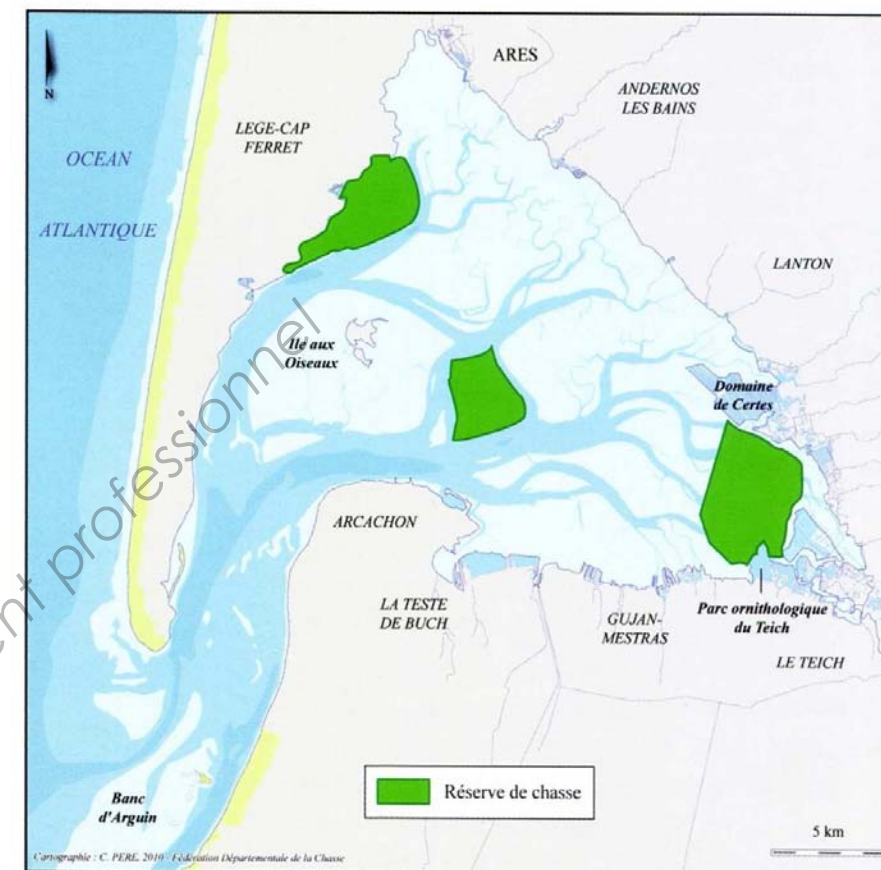 ARES
ANDERNOS
LES BAINS
LEGE-CAP
FERRET
N
OCEAN
ATLANTIQUE
LANTON
Ile aux
Oiseaux
Domaine
de Certes
ARCACHON
LA TESTE
DE BUCH
GUJAN-
MESTRAS
Parc ornithologique
du Teich
LE TEICH
Réserve de chasse
Banc
d'Arguin
5 km
Cartographie : C. PERE, 2010 - Fédération Départementale de la Chasse
professionnel